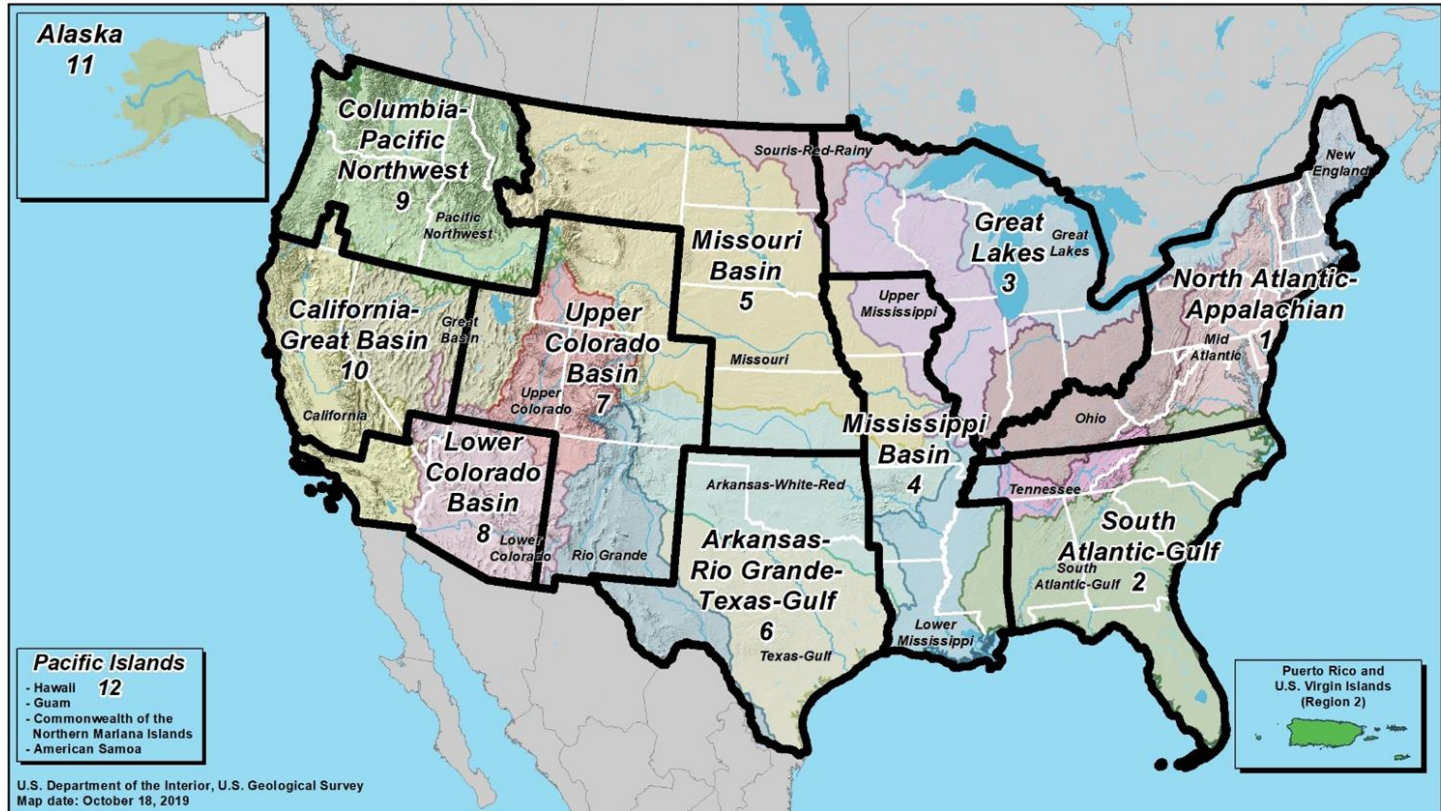 Alaska
11
Columbia-
Pacific
Northwest
9
Pacific
Northwest
Souris-Red-Rainy
New
England
Missouri
Basin
5
Great
Lakes
3
Great
Lakes
North Atlantic-
Appalachian
1
Mid
Atlantic
California-
Great Basin
10
Great
Basin
California
Upper
Colorado
Basin
7
Upper
Colorado
Missouri
Upper
Mississippi
Ohio
Mississippi
Basin
4
Lower
Colorado
Basin
8
Lower
Colorado
Rio Grande
Arkansas-White-Red
Arkansas-
Rio Grande-
Texas-Gulf
6
Texas-Gulf
Lower
Mississippi
Tennessee
South
Atlantic-Gulf
2
South
Atlantic-Gulf
Pacific Islands
12
- Hawaii
- Guam
- Commonwealth of the
Northern Mariana Islands
- American Samoa
Puerto Rico and
U.S. Virgin Islands
(Region 2)
U.S. Department of the Interior, U.S. Geological Survey
Map date: October 18, 2019